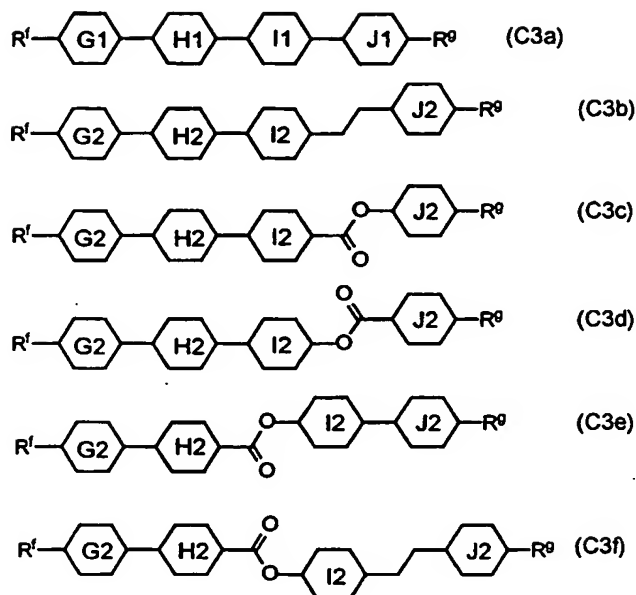 Rᶠ G1 H1 I1 J1 Rᵍ (C3a)
Rᶠ G2 H2 I2 J2 Rᵍ (C3b)
Rᶠ G2 H2 I2 O O J2 Rᵍ (C3c)
Rᶠ G2 H2 I2 O O J2 Rᵍ (C3d)
Rᶠ G2 H2 O O I2 J2 Rᵍ (C3e)
Rᶠ G2 H2 O O I2 J2 Rᵍ (C3f)